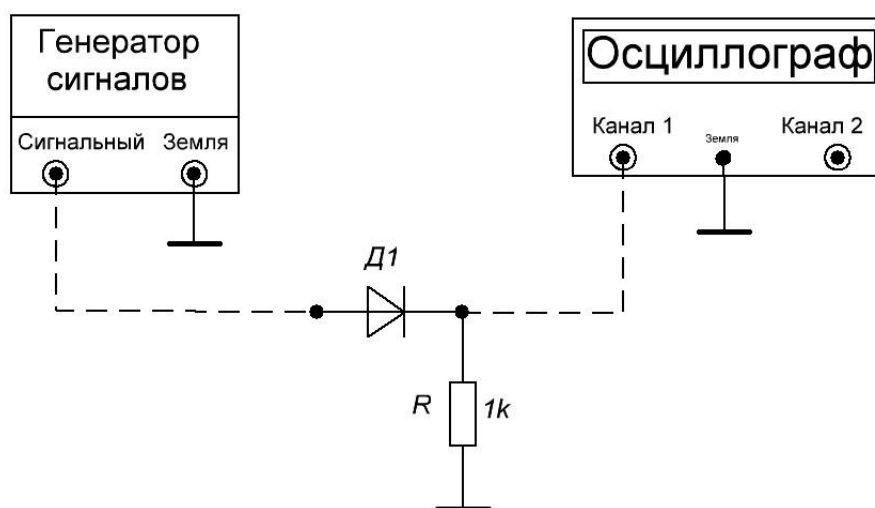 Генератор
сигналов
Сигнальный Земля
Осциллограф
Канал 1 Земля Канал 2
Д1
R 1k